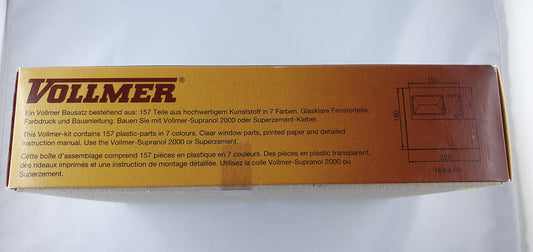 VOLLMER®
Ein Vollmer Bausatz bestehend aus: 157 Teile aus hochwertigem Kunststoff in 7 Farben. Glasklare Fensterteile,
Farbdruck und Bauanleitung. Bauen Sie mit Vollmer-Supranol 2000 oder Superzement-Kleber.
This Vollmer-kit contains 157 plastic-parts in 7 colours. Clear window parts, printed paper and detailed
instruction manual. Use the Vollmer-Supranol 2000 or Superzement.
Cette boîte d'assemblage comprend 157 pièces en plastique en 7 couleurs. Des pièces en plastic transparent,
des rideaux imprimés et une instruction de montage détaillée. Utilisez la colle Vollmer-Supranol 2000 ou
Superzement.
150
180
205